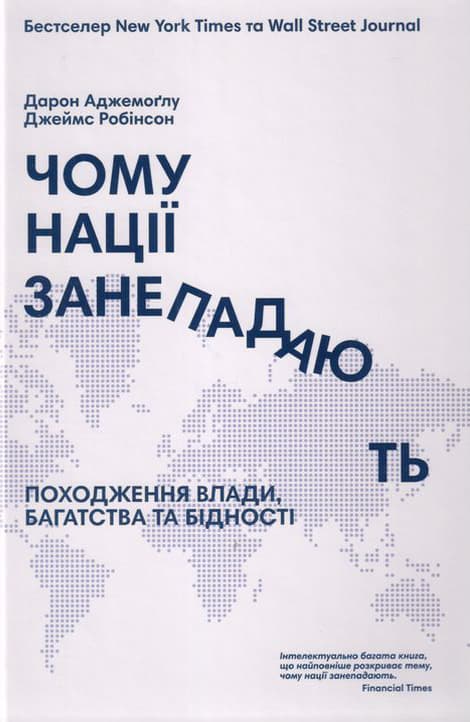 Бестселер New York Times та Wall Street Journal
Дарон Аджемоґлу
Джеймс Робінсон
ЧОМУ
НАЦІЇ
ЗАНЕПАДАЮ
ТЬ
ПОХОДЖЕННЯ ВЛАДИ,
БАГАТСТВА ТА БІДНОСТІ
Інтелектуально багата книга,
що найповніше розкриває тему,
чому нації занепадають.
Financial Times